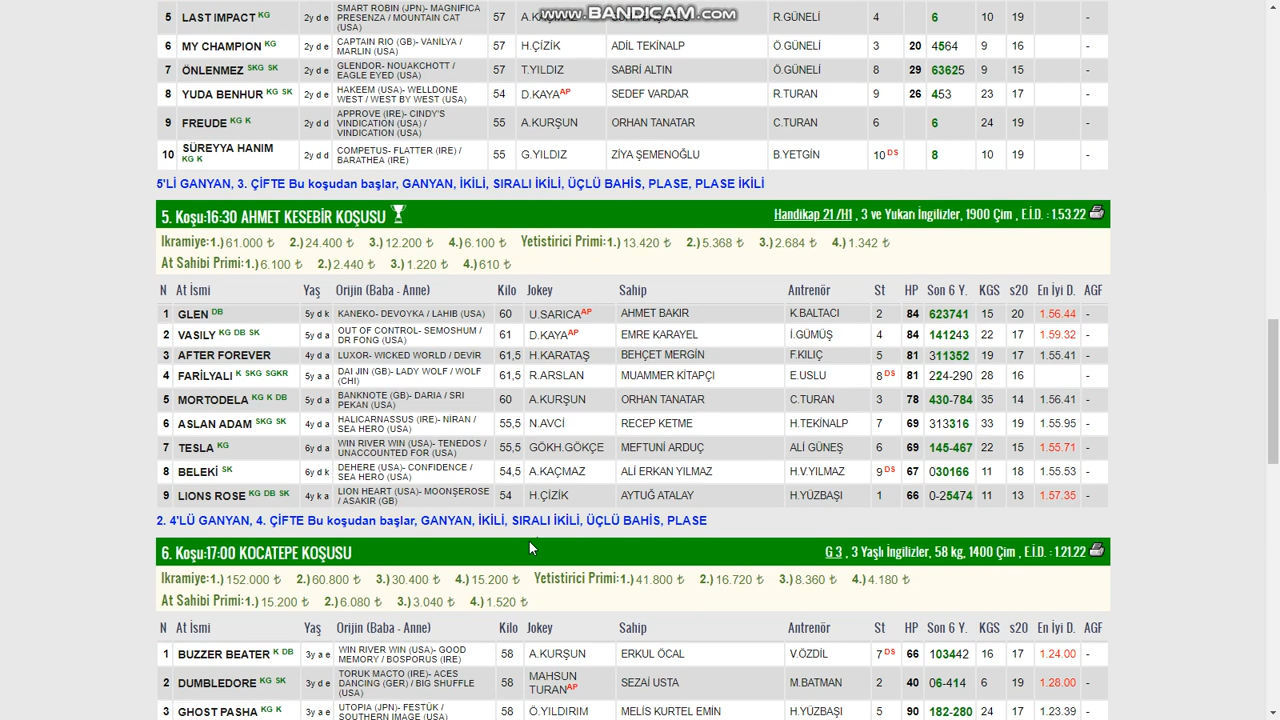 www.BANDICAM.com
5 LAST IMPACT KG 2y d e SMART ROBIN (JPN)- MAGNIFICA PRESENZA / MOUNTAIN CAT (USA) 57 R.GÜNELİ 4 6 10 19 -
6 MY CHAMPION KG 2y d e CAPTAIN RIO (GB)- VANİLYA / MARLIN (USA) 57 H.ÇİZİK ADİL TEKİNALP Ö.GÜNELİ 3 20 4564 9 16 -
7 ÖNLENMEZ SKG SK 2y d e GLENDOR- NOUAKCHOTT / EAGLE EYED (USA) 57 T.YILDIZ SABRİ ALTIN Ö.GÜNELİ 8 29 63625 9 15 -
8 YUDA BENHUR KG SK 2y d e HAKEEM (USA)- WELLDONE WEST / WEST BY WEST (USA) 54 D.KAYA AP SEDEF VARDAR R.TURAN 9 26 453 23 17 -
9 FREUDE KG K 2y d d APPROVE (IRE)- CINDY'S VINDICATION (USA) / VINDICATION (USA) 55 A.KURŞUN ORHAN TANATAR C.TURAN 6 6 24 19 -
10 SÜREYYA HANIM KG K 2y d d COMPETUS- FLATTER (IRE) / BARATHEA (IRE) 55 G.YILDIZ ZİYA ŞEMENOĞLU B.YETGİN 10 DS 8 10 19 -
5'Lİ GANYAN, 3. ÇİFTE Bu koşudan başlar, GANYAN, İKİLİ, SIRALI İKİLİ, ÜÇLÜ BAHİS, PLASE, PLASE İKİLİ
5. Koşu:16:30 AHMET KESEBİR KOŞUSU Handikap 21 /H1 , 3 ve Yukarı İngilizler, 1900 Çim , E.İ.D. : 1.53.22
İkramiye:1.) 61.000 ₺ 2.) 24.400 ₺ 3.) 12.200 ₺ 4.) 6.100 ₺ Yetistirici Primi:1.) 13.420 ₺ 2.) 5.368 ₺ 3.) 2.684 ₺ 4.) 1.342 ₺
At Sahibi Primi:1.) 6.100 ₺ 2.) 2.440 ₺ 3.) 1.220 ₺ 4.) 610 ₺
N At İsmi Yaş Orijin (Baba - Anne) Kilo Jokey Sahip Antrenör St HP Son 6 Y. KGS s20 En İyi D. AGF
1 GLEN DB 5y d k KANEKO- DEVOYKA / LAHIB (USA) 60 U.SARICA AP AHMET BAKIR K.BALTACI 2 84 623741 15 20 1.56.44 -
2 VASILY KG DB SK 5y d a OUT OF CONTROL- SEMOSHUM / DR FONG (USA) 61 D.KAYA AP EMRE KARAYEL İ.GÜMÜŞ 4 84 141243 22 17 1.59.32 -
3 AFTER FOREVER 4y d a LUXOR- WICKED WORLD / DEVIR 61,5 H.KARATAŞ BEHÇET MERGİN F.KILIÇ 5 81 311352 19 17 1.55.41 -
4 FARİLYALI K SKG SGKR 5y a a DAI JIN (GB)- LADY WOLF / WOLF (CHI) 61,5 R.ARSLAN MUAMMER KİTAPÇI E.USLU 8 DS 81 224-290 28 16 -
5 MORTODELA KG K DB 5y d a BANKNOTE (GB)- DARIA / SRI PEKAN (USA) 60 A.KURŞUN ORHAN TANATAR C.TURAN 3 78 430-784 35 14 1.56.41 -
6 ASLAN ADAM SKG SK 4y d a HALICARNASSUS (IRE)- NİRAN / SEA HERO (USA) 55,5 N.AVCİ RECEP KETME H.TEKİNALP 7 69 313316 33 19 1.55.95 -
7 TESLA KG 6y d a WIN RIVER WIN (USA)- TENEDOS / UNACCOUNTED FOR (USA) 55,5 GÖKH.GÖKÇE MEFTUNİ ARDUÇ ALİ GÜNEŞ 6 69 145-467 22 15 1.55.71 -
8 BELEKİ SK 6y d k DEHERE (USA)- CONFIDENCE / SEA HERO (USA) 54,5 A.KAÇMAZ ALİ ERKAN YILMAZ H.V.YILMAZ 9 DS 67 030166 11 18 1.55.53 -
9 LIONS ROSE KG DB SK 4y k a LION HEART (USA)- MOONŞEROSE / ASAKIR (GB) 54 H.ÇİZİK AYTUĞ ATALAY H.YÜZBAŞI 1 66 0-25474 11 13 1.57.35 -
2. 4'LÜ GANYAN, 4. ÇİFTE Bu koşudan başlar, GANYAN, İKİLİ, SIRALI İKİLİ, ÜÇLÜ BAHİS, PLASE
6. Koşu:17:00 KOCATEPE KOŞUSU G 3 , 3 Yaşlı İngilizler, 58 kg, 1400 Çim , E.İ.D. : 1.21.22
İkramiye:1.) 152.000 ₺ 2.) 60.800 ₺ 3.) 30.400 ₺ 4.) 15.200 ₺ Yetistirici Primi:1.) 41.800 ₺ 2.) 16.720 ₺ 3.) 8.360 ₺ 4.) 4.180 ₺
At Sahibi Primi:1.) 15.200 ₺ 2.) 6.080 ₺ 3.) 3.040 ₺ 4.) 1.520 ₺
N At İsmi Yaş Orijin (Baba - Anne) Kilo Jokey Sahip Antrenör St HP Son 6 Y. KGS s20 En İyi D. AGF
1 BUZZER BEATER K DB 3y a e WIN RIVER WIN (USA)- GOOD MEMORY / BOSPORUS (IRE) 58 A.KURŞUN ERKUL ÖCAL V.ÖZDİL 7 DS 66 103442 16 17 1.24.00 -
2 DUMBLEDORE KG SK 3y d e TORUK MACTO (IRE)- ACES DANCING (GER) / BIG SHUFFLE (USA) 58 MAHSUN TURAN AP SEZAİ USTA M.BATMAN 2 40 06-414 6 19 1.28.00 -
3 GHOST PASHA KG K 3y a e UTOPIA (JPN)- FESTÜK / SOUTHERN IMAGE (USA) 58 Ö.YILDIRIM MELİS KURTEL EMİN H.YÜZBAŞI 5 90 182-280 24 17 1.23.39 -